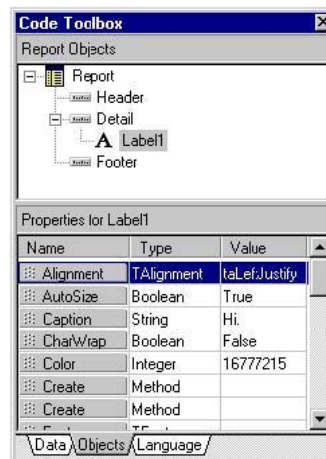 Code Toolbox
Report Objects
Report
Header
Detail
A Label1
Footer
Properties for Label1
Name Type Value
Alignment TAlignment taLeftJustify
AutoSize Boolean True
Caption String Hi.
CharWrap Boolean False
Color Integer 16777215
Create Method
Create Method
Data Objects Language